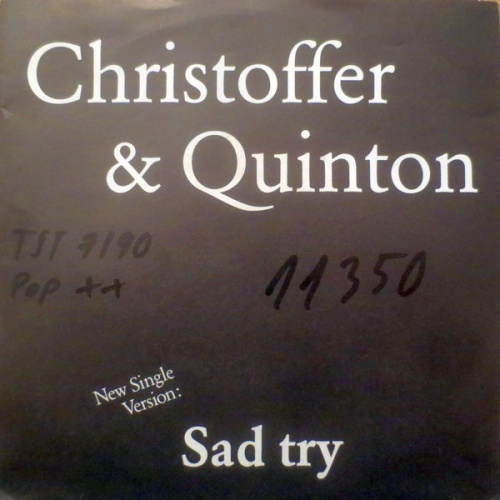 Christoffer
& Quinton
TST 7190
Pop ++
11350
New Single
Version:
Sad try